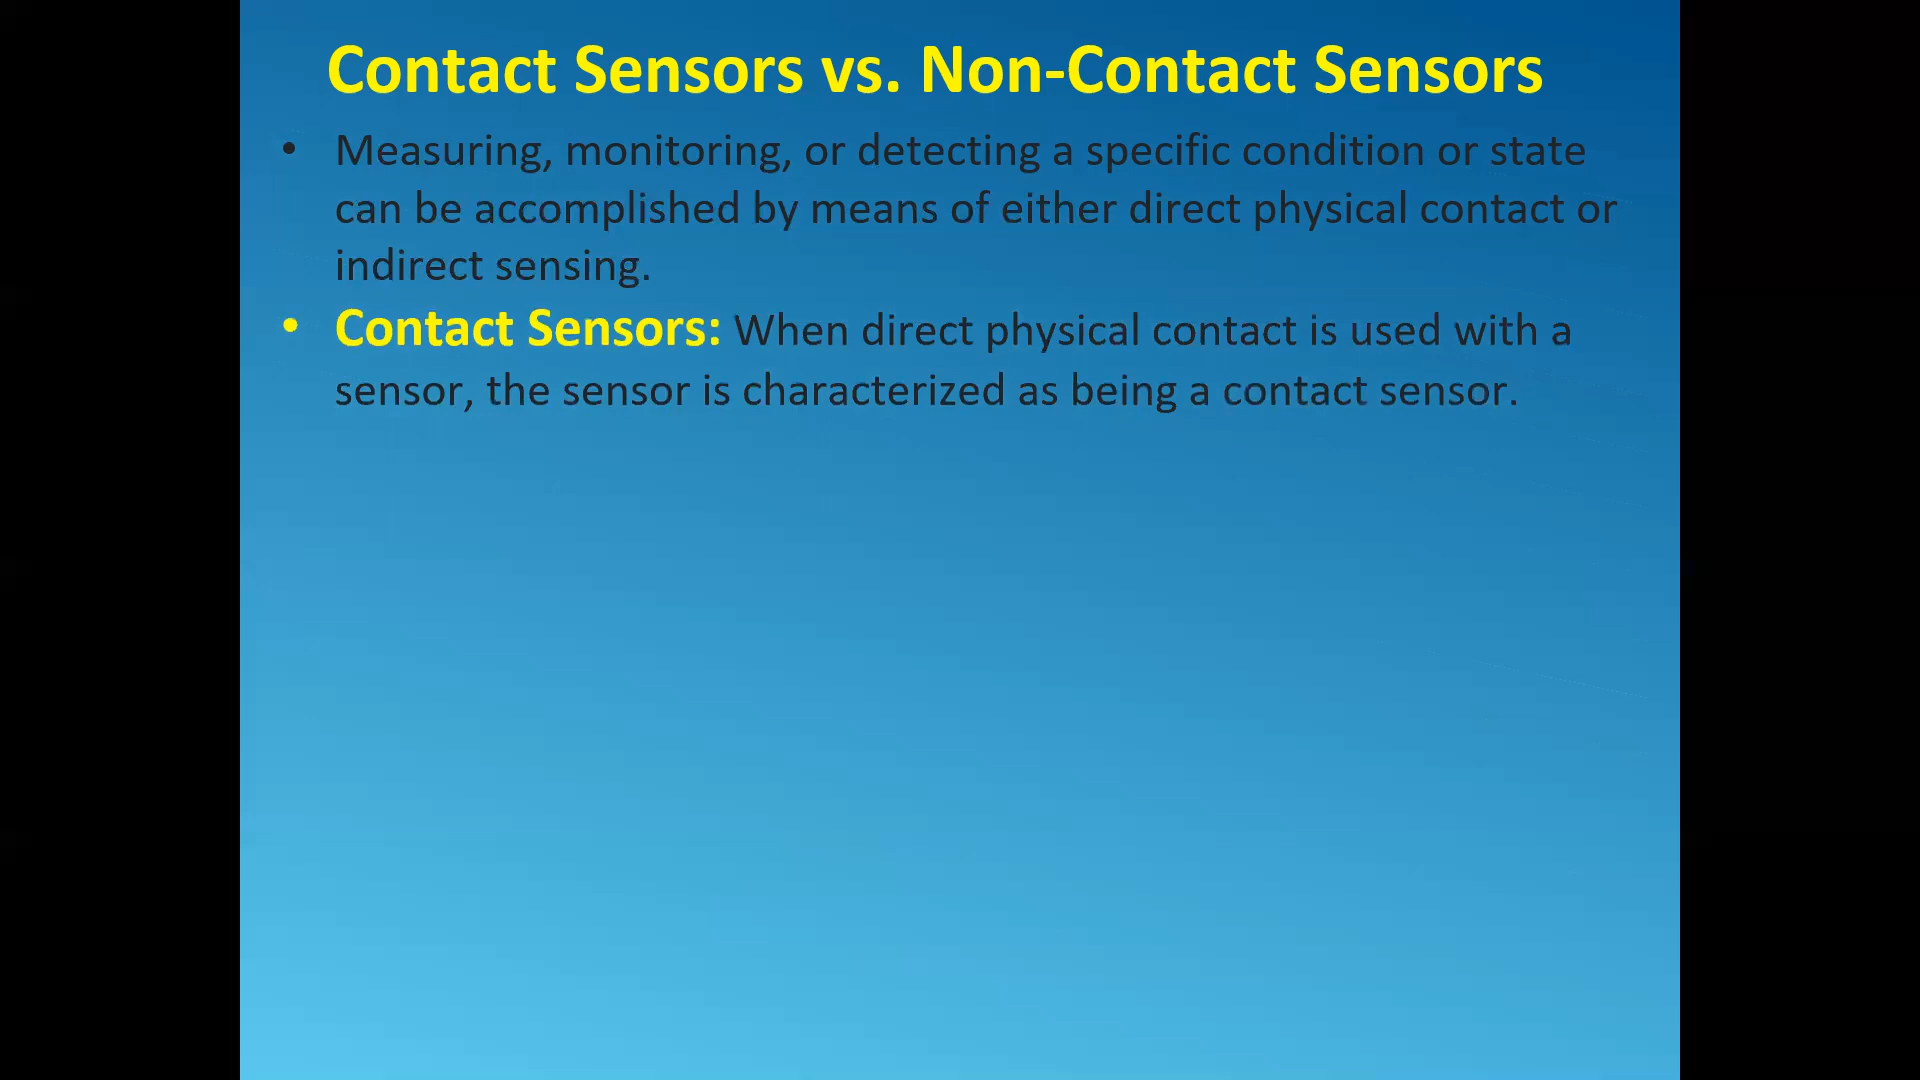 Contact Sensors vs. Non-Contact Sensors
• Measuring, monitoring, or detecting a specific condition or state
can be accomplished by means of either direct physical contact or
indirect sensing.
• Contact Sensors: When direct physical contact is used with a
sensor, the sensor is characterized as being a contact sensor.